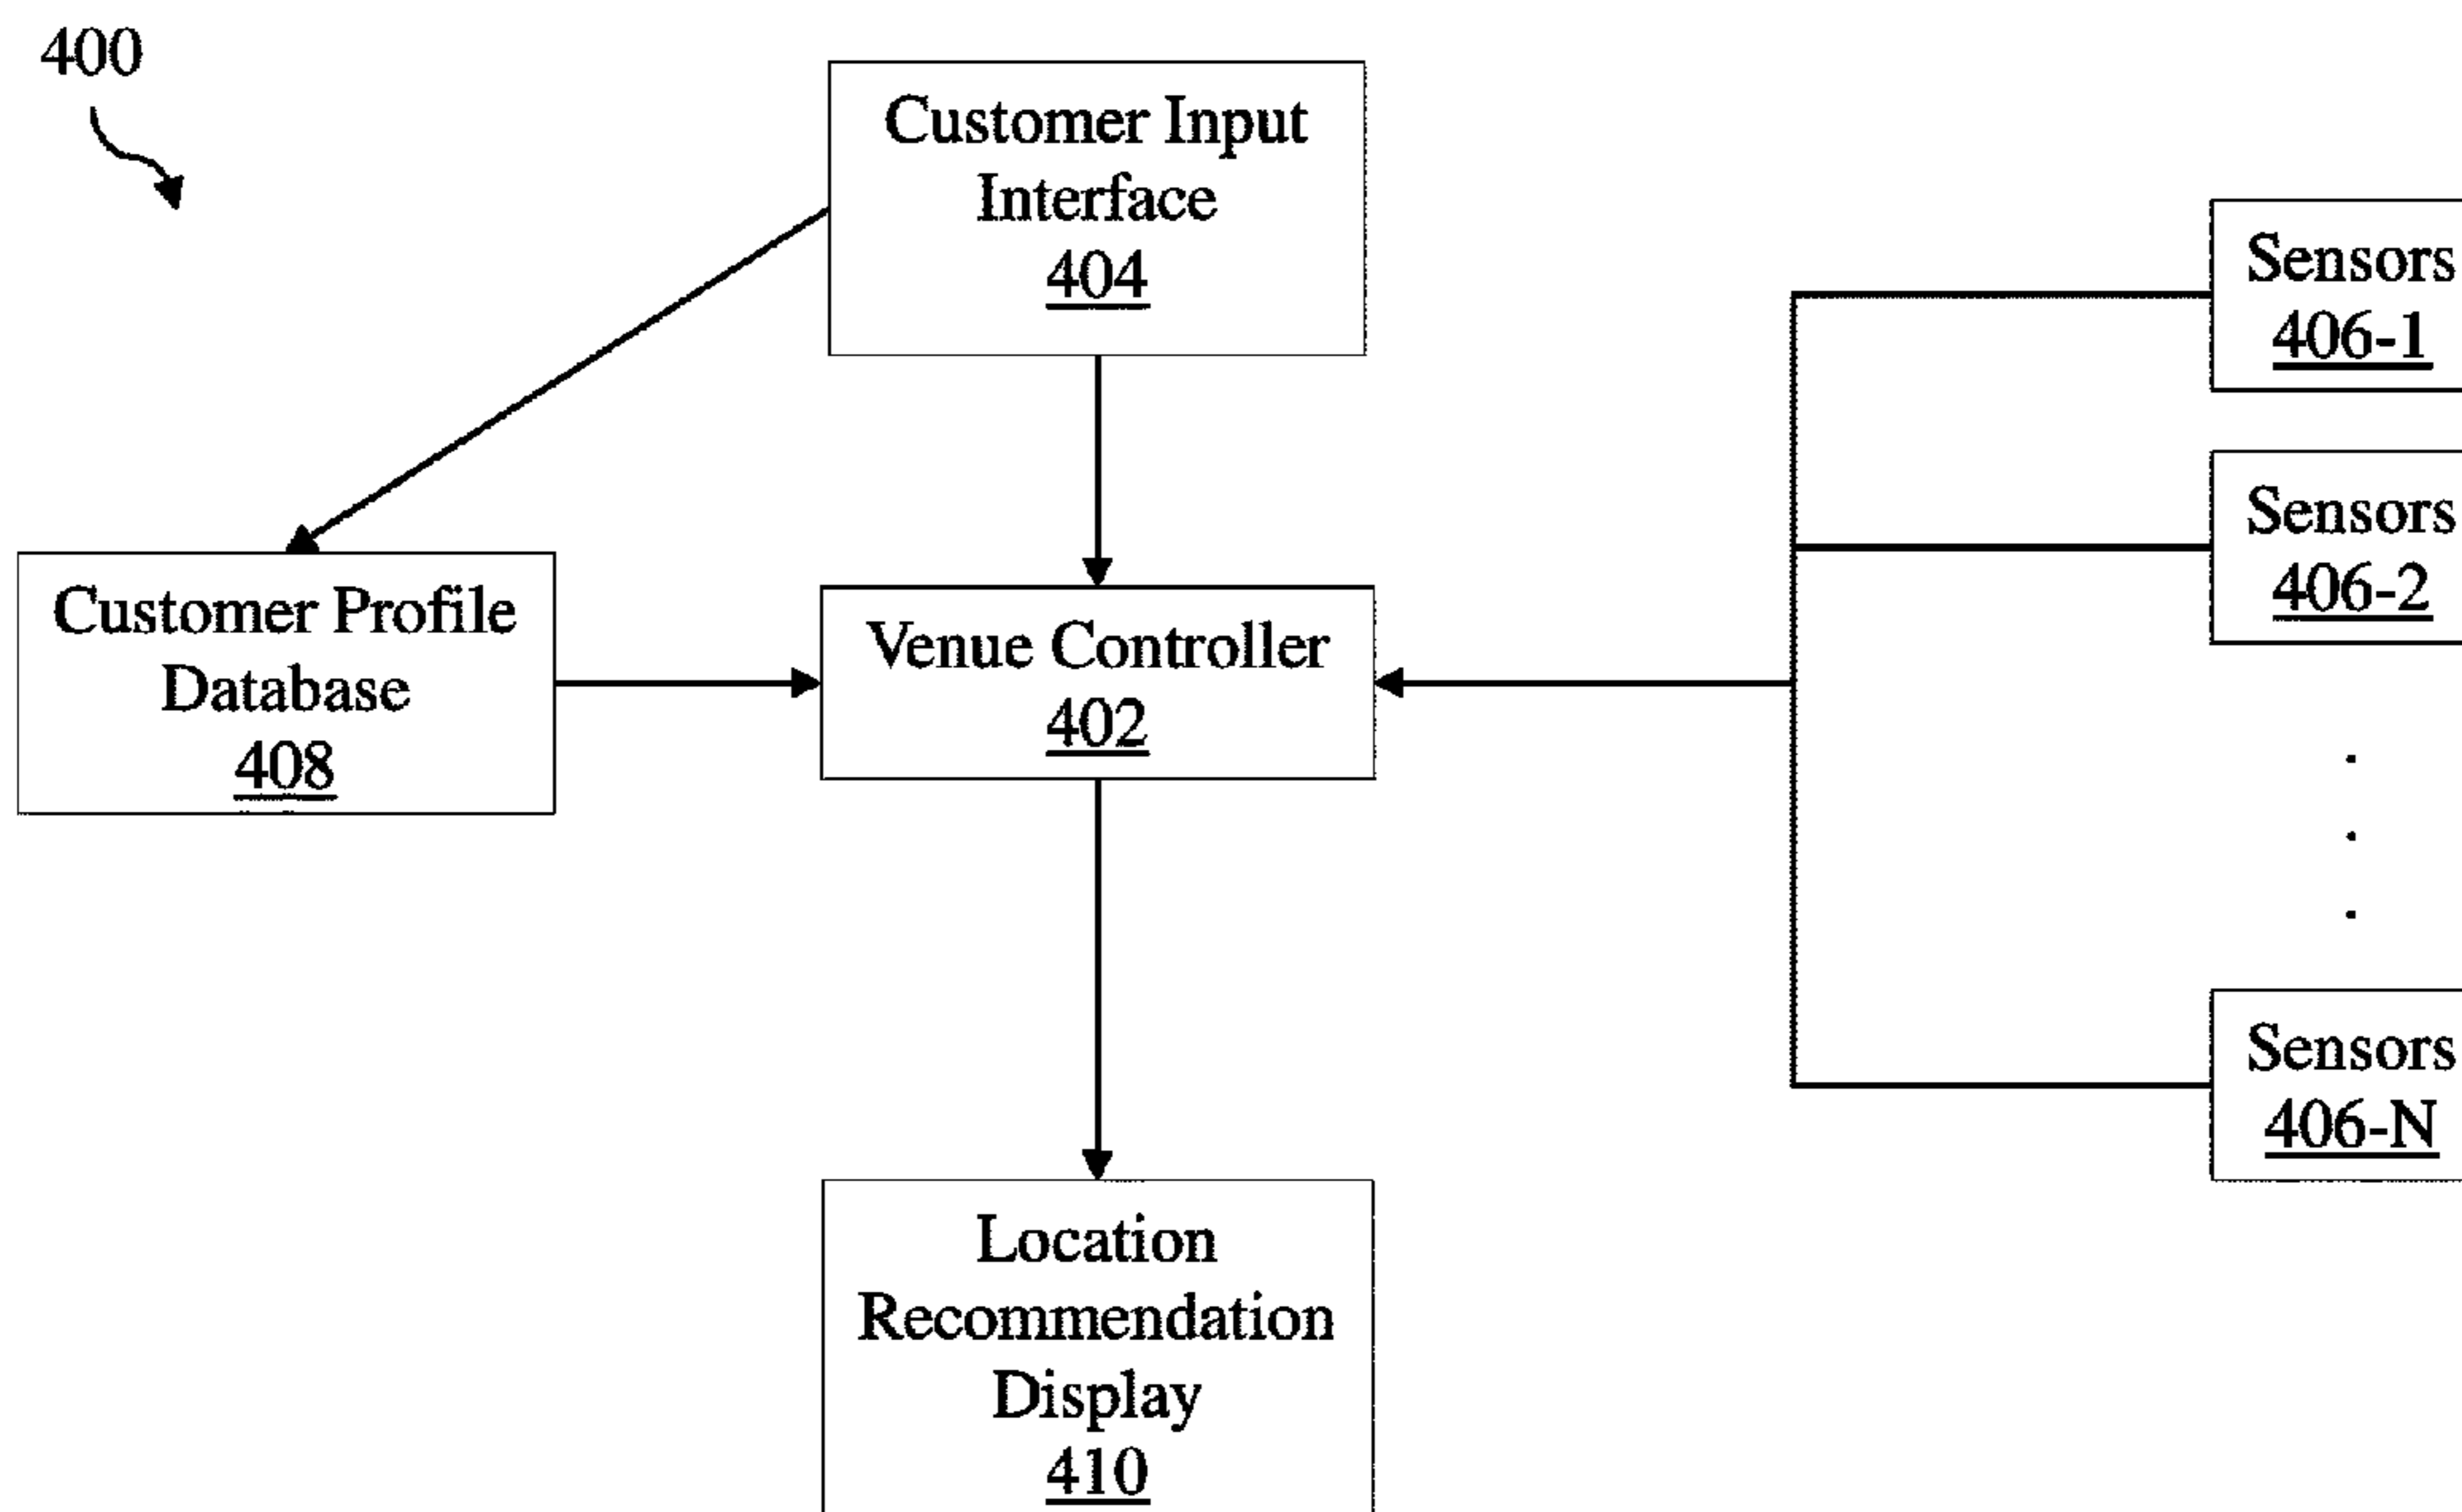 400
Customer Input
Interface
404
Sensors
406-1
Sensors
406-2
Customer Profile
Database
408
Venue Controller
402
.
.
.
Sensors
406-N
Location
Recommendation
Display
410